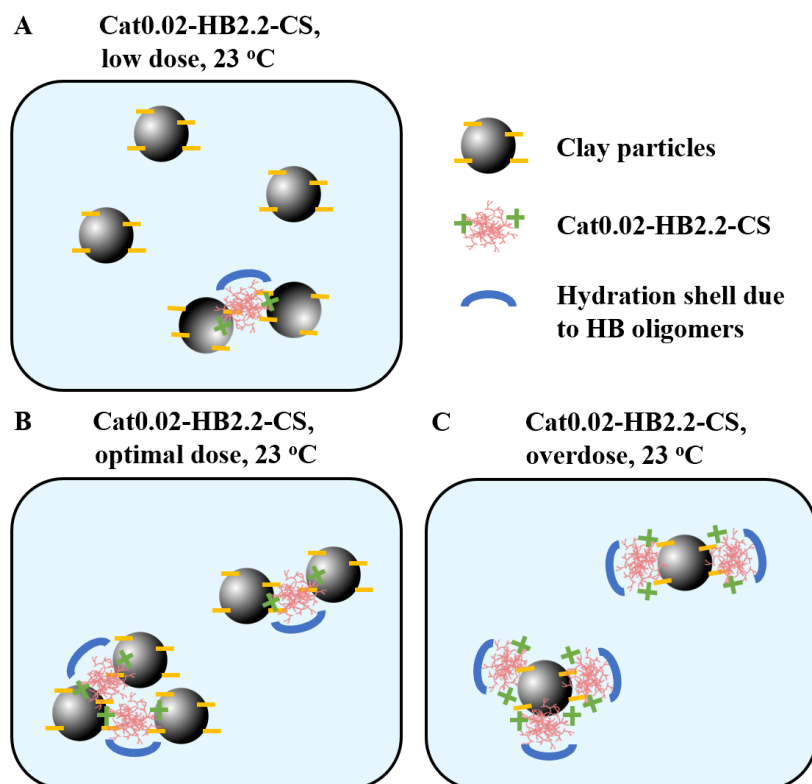 A Cat0.02-HB2.2-CS,
low dose, 23 °C
Clay particles
Cat0.02-HB2.2-CS
Hydration shell due
to HB oligomers
B Cat0.02-HB2.2-CS,
optimal dose, 23 °C
C Cat0.02-HB2.2-CS,
overdose, 23 °C